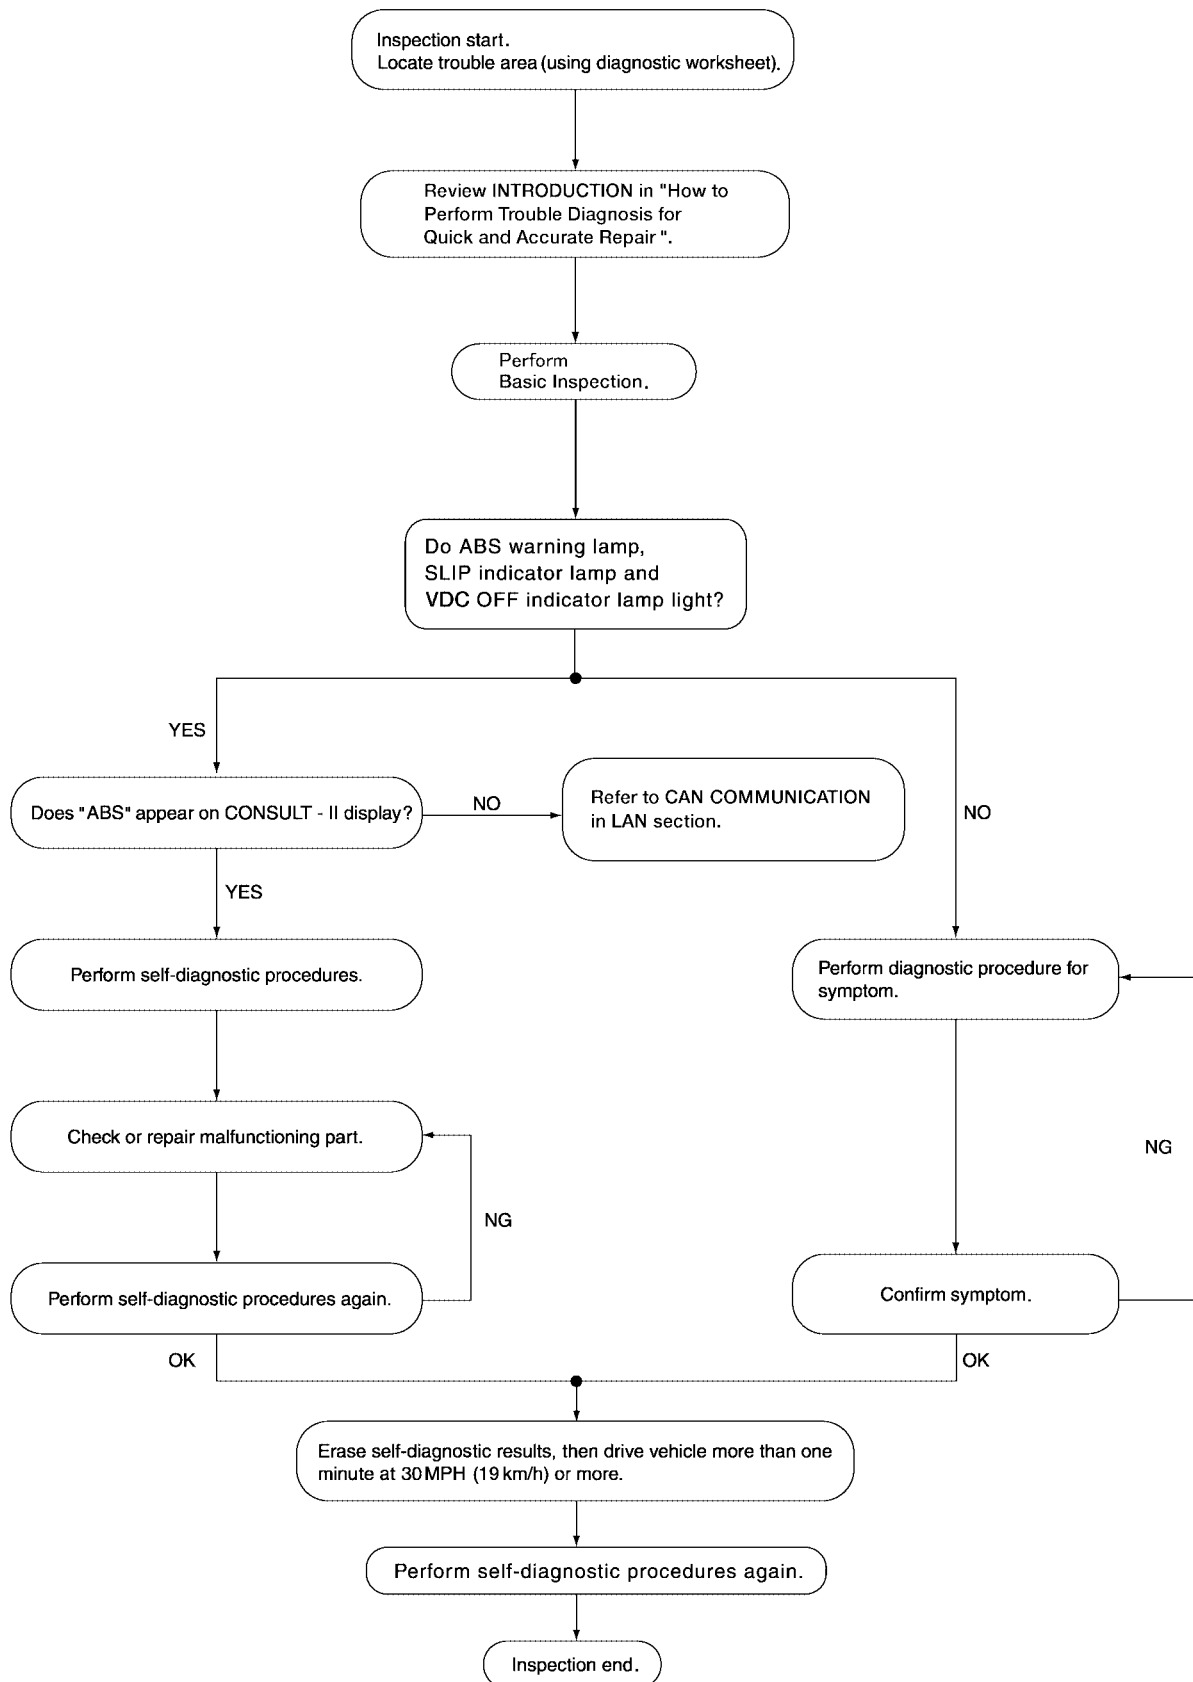 Inspection start.
Locate trouble area (using diagnostic worksheet).
Review INTRODUCTION in "How to
Perform Trouble Diagnosis for
Quick and Accurate Repair ".
Perform
Basic Inspection.
Do ABS warning lamp,
SLIP indicator lamp and
VDC OFF indicator lamp light?
YES
NO
Does "ABS" appear on CONSULT - II display?
NO
Refer to CAN COMMUNICATION
in LAN section.
YES
Perform self-diagnostic procedures.
Perform diagnostic procedure for
symptom.
Check or repair malfunctioning part.
NG
NG
Perform self-diagnostic procedures again.
Confirm symptom.
OK
OK
Erase self-diagnostic results, then drive vehicle more than one
minute at 30 MPH (19 km/h) or more.
Perform self-diagnostic procedures again.
Inspection end.